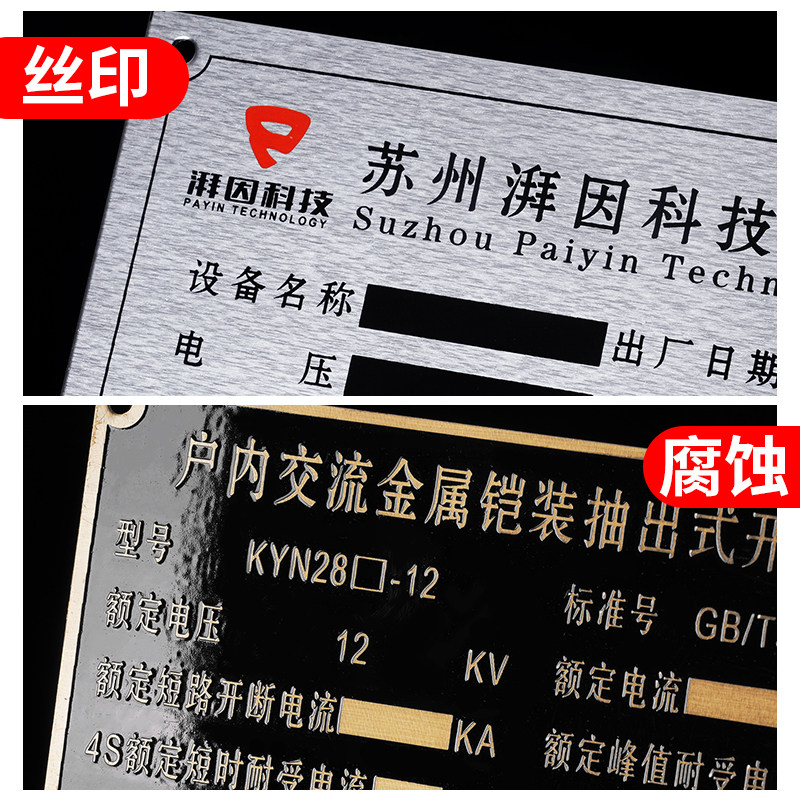 丝印
湃因科技
PAYIN TECHNOLOGY
苏州湃因科技
Suzhou Paiyin Techn
设备名称 出厂日期
电 压
腐蚀
户内交流金属铠装抽出式开
型号 KYN28□-12 标准号 GB/T
额定电压 12 KV 额定电流
额定短路开断电流 KA 额定峰值耐受电
4S额定短时耐受电流